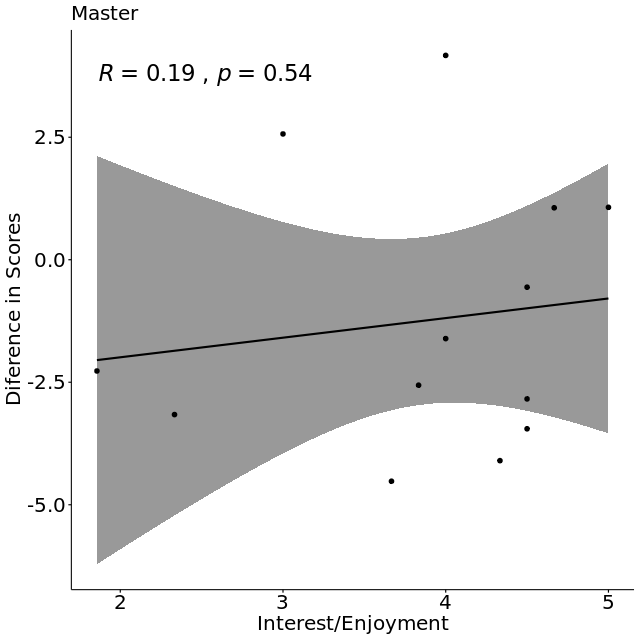 Master
R = 0.19 , p = 0.54
2.5
0.0
-2.5
-5.0
Diference in Scores
2 3 4 5
Interest/Enjoyment